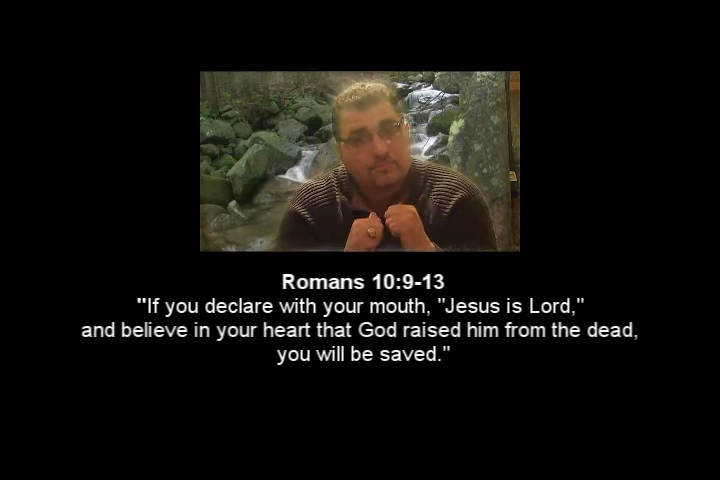 Romans 10:9-13
"If you declare with your mouth, "Jesus is Lord,"
and believe in your heart that God raised him from the dead,
you will be saved."